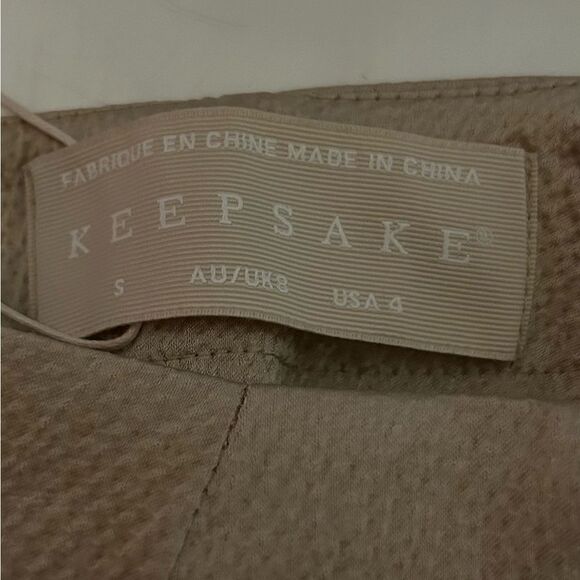 FABRIQUE EN CHINE MADE IN CHINA
KEEPSAKE®
S AU/UK8 USA 4